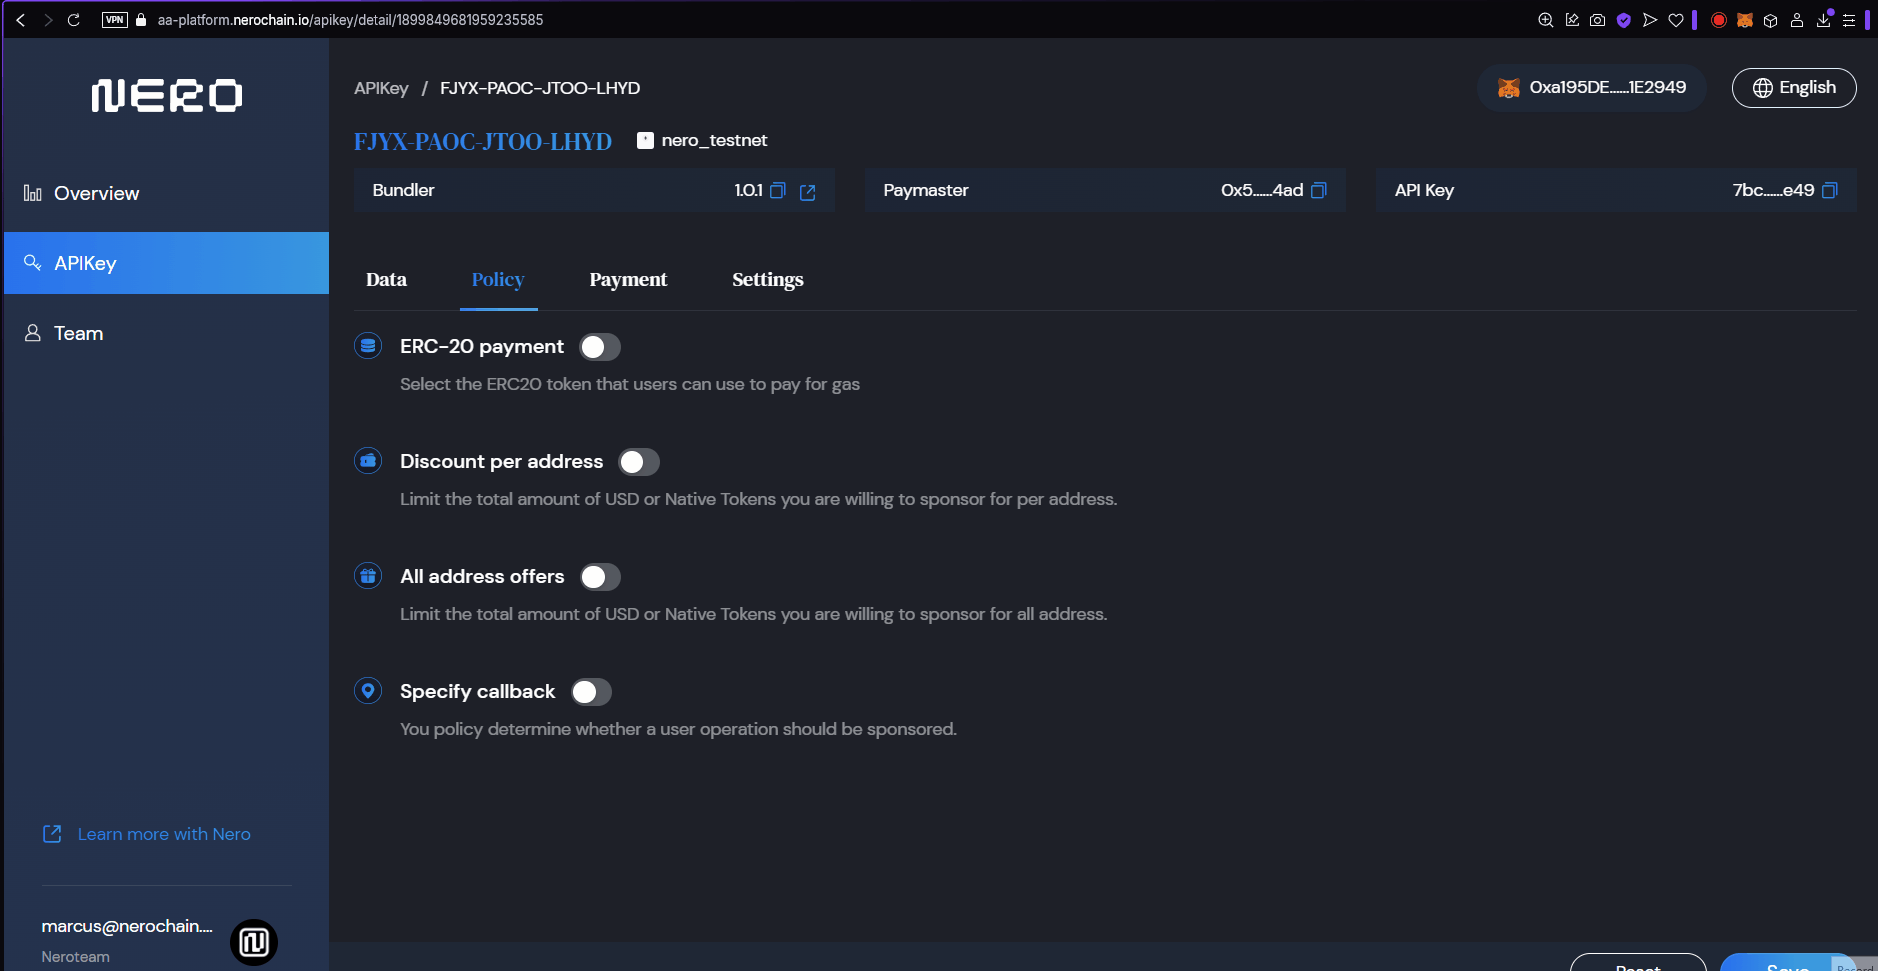 VPN
aa-platform.nerochain.io/apikey/detail/1899849681959235585
NERO
Overview
APIKey
Team
Learn more with Nero
marcus@nerochain....
Neroteam
APIKey / FJYX-PAOC-JTOO-LHYD
0xa195DE......1E2949
English
FJYX-PAOC-JTOO-LHYD
nero_testnet
Bundler 1.0.1
Paymaster 0x5......4ad
API Key 7bc......e49
Data Policy Payment Settings
ERC-20 payment
Select the ERC20 token that users can use to pay for gas
Discount per address
Limit the total amount of USD or Native Tokens you are willing to sponsor for per address.
All address offers
Limit the total amount of USD or Native Tokens you are willing to sponsor for all address.
Specify callback
You policy determine whether a user operation should be sponsored.
Reset
Save
Record